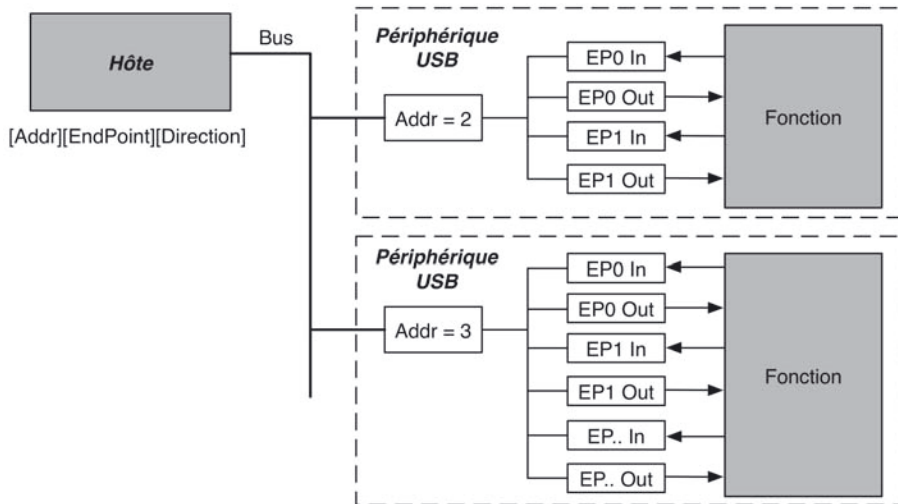 Hôte
Bus
[Addr][EndPoint][Direction]
Périphérique
USB
Addr = 2
EP0 In
EP0 Out
EP1 In
EP1 Out
Fonction
Périphérique
USB
Addr = 3
EP0 In
EP0 Out
EP1 In
EP1 Out
EP.. In
EP.. Out
Fonction